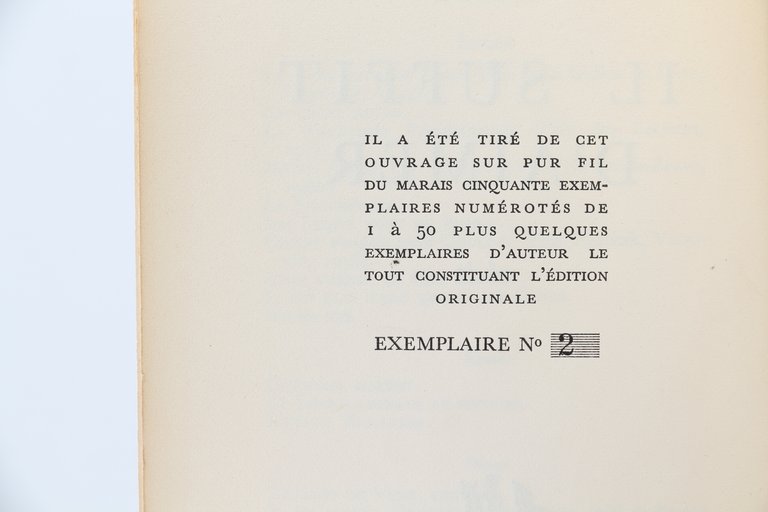 IL A ÉTÉ TIRÉ DE CET
OUVRAGE SUR PUR FIL
DU MARAIS CINQUANTE EXEM-
PLAIRES NUMÉROTÉS DE
1 à 50 PLUS QUELQUES
EXEMPLAIRES D'AUTEUR LE
TOUT CONSTITUANT L'ÉDITION
ORIGINALE
EXEMPLAIRE Nº 2